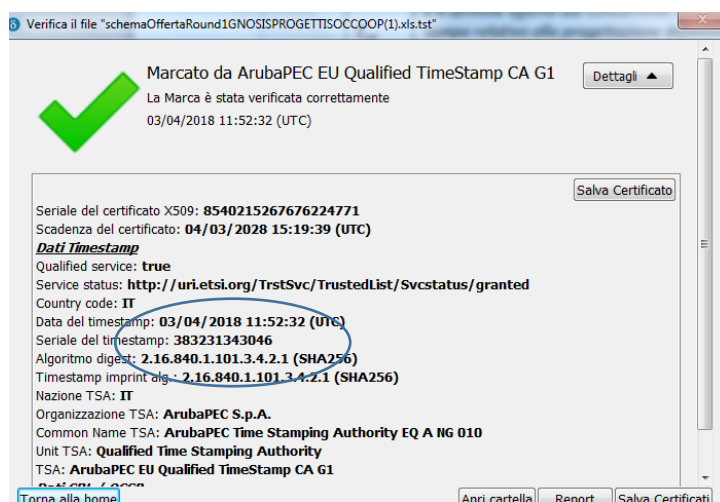 Verifica il file "schemaOffertaRound1GNOSISPROGETTISOCCOOP(1).xls.tst"
Marcato da ArubaPEC EU Qualified TimeStamp CA G1
Dettagli ▲
La Marca è stata verificata correttamente
03/04/2018 11:52:32 (UTC)
Salva Certificato
Seriale del certificato X509: 8540215267676224771
Scadenza del certificato: 04/03/2028 15:19:39 (UTC)
Dati Timestamp
Qualified service: true
Service status: http://uri.etsi.org/TrstSvc/TrustedList/Svcstatus/granted
Country code: IT
Data del timestamp: 03/04/2018 11:52:32 (UTC)
Seriale del timestamp: 383231343046
Algoritmo digest: 2.16.840.1.101.3.4.2.1 (SHA256)
Timestamp imprint alg.: 2.16.840.1.101.3.4.2.1 (SHA256)
Nazione TSA: IT
Organizzazione TSA: ArubaPEC S.p.A.
Common Name TSA: ArubaPEC Time Stamping Authority EQ A NG 010
Unit TSA: Qualified Time Stamping Authority
TSA: ArubaPEC EU Qualified TimeStamp CA G1
Dati CRL / OCSP
Torna alla home
Apri cartella
Report
Salva Certificati